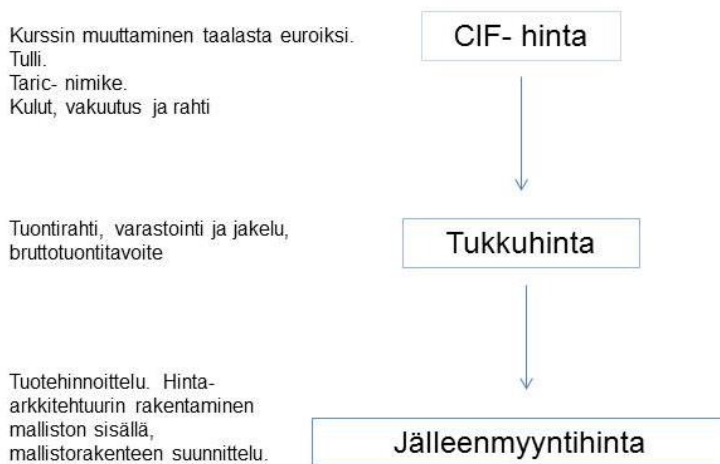 Kurssin muuttaminen taalasta euroiksi.
Tulli.
Taric- nimike.
Kulut, vakuutus ja rahti
CIF- hinta
Tuontirahti, varastointi ja jakelu,
bruttotuontitavoite
Tukkuhinta
Tuotehinnoittelu. Hinta-
arkkitehtuurin rakentaminen
malliston sisällä,
mallistorakenteen suunnittelu.
Jälleenmyyntihinta